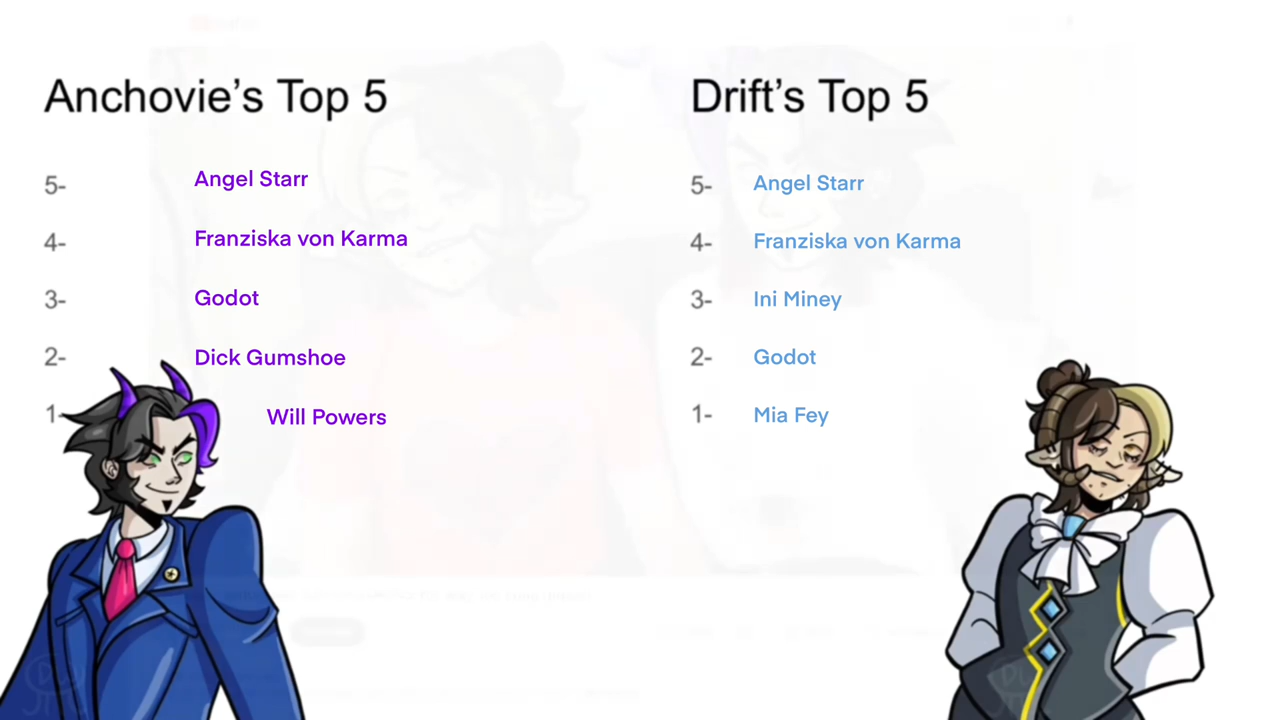 Anchovie's Top 5
5- Angel Starr
4- Franziska von Karma
3- Godot
2- Dick Gumshoe
1- Will Powers
Drift's Top 5
5- Angel Starr
4- Franziska von Karma
3- Ini Miney
2- Godot
1- Mia Fey